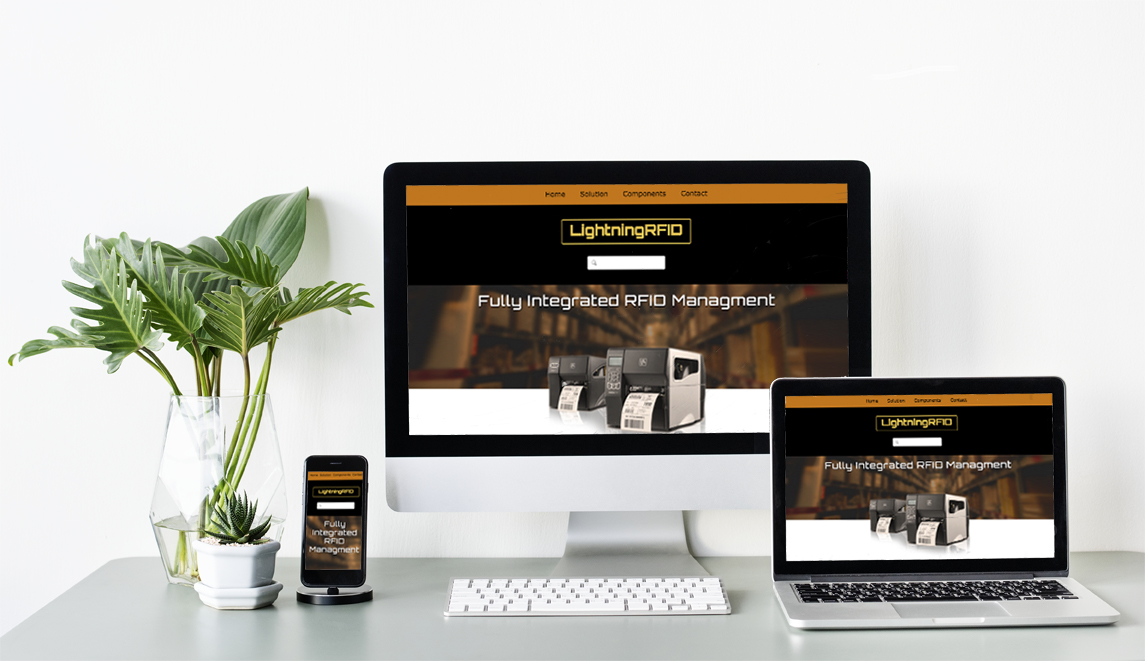 Home Solution Components Contact
LightningRFID
Fully Integrated RFID Managment
Home Solution Components Contact
LightningRFID
Fully Integrated RFID Managment
Home Solution Components Contact
LightningRFID
Fully
Integrated
RFID
Managment